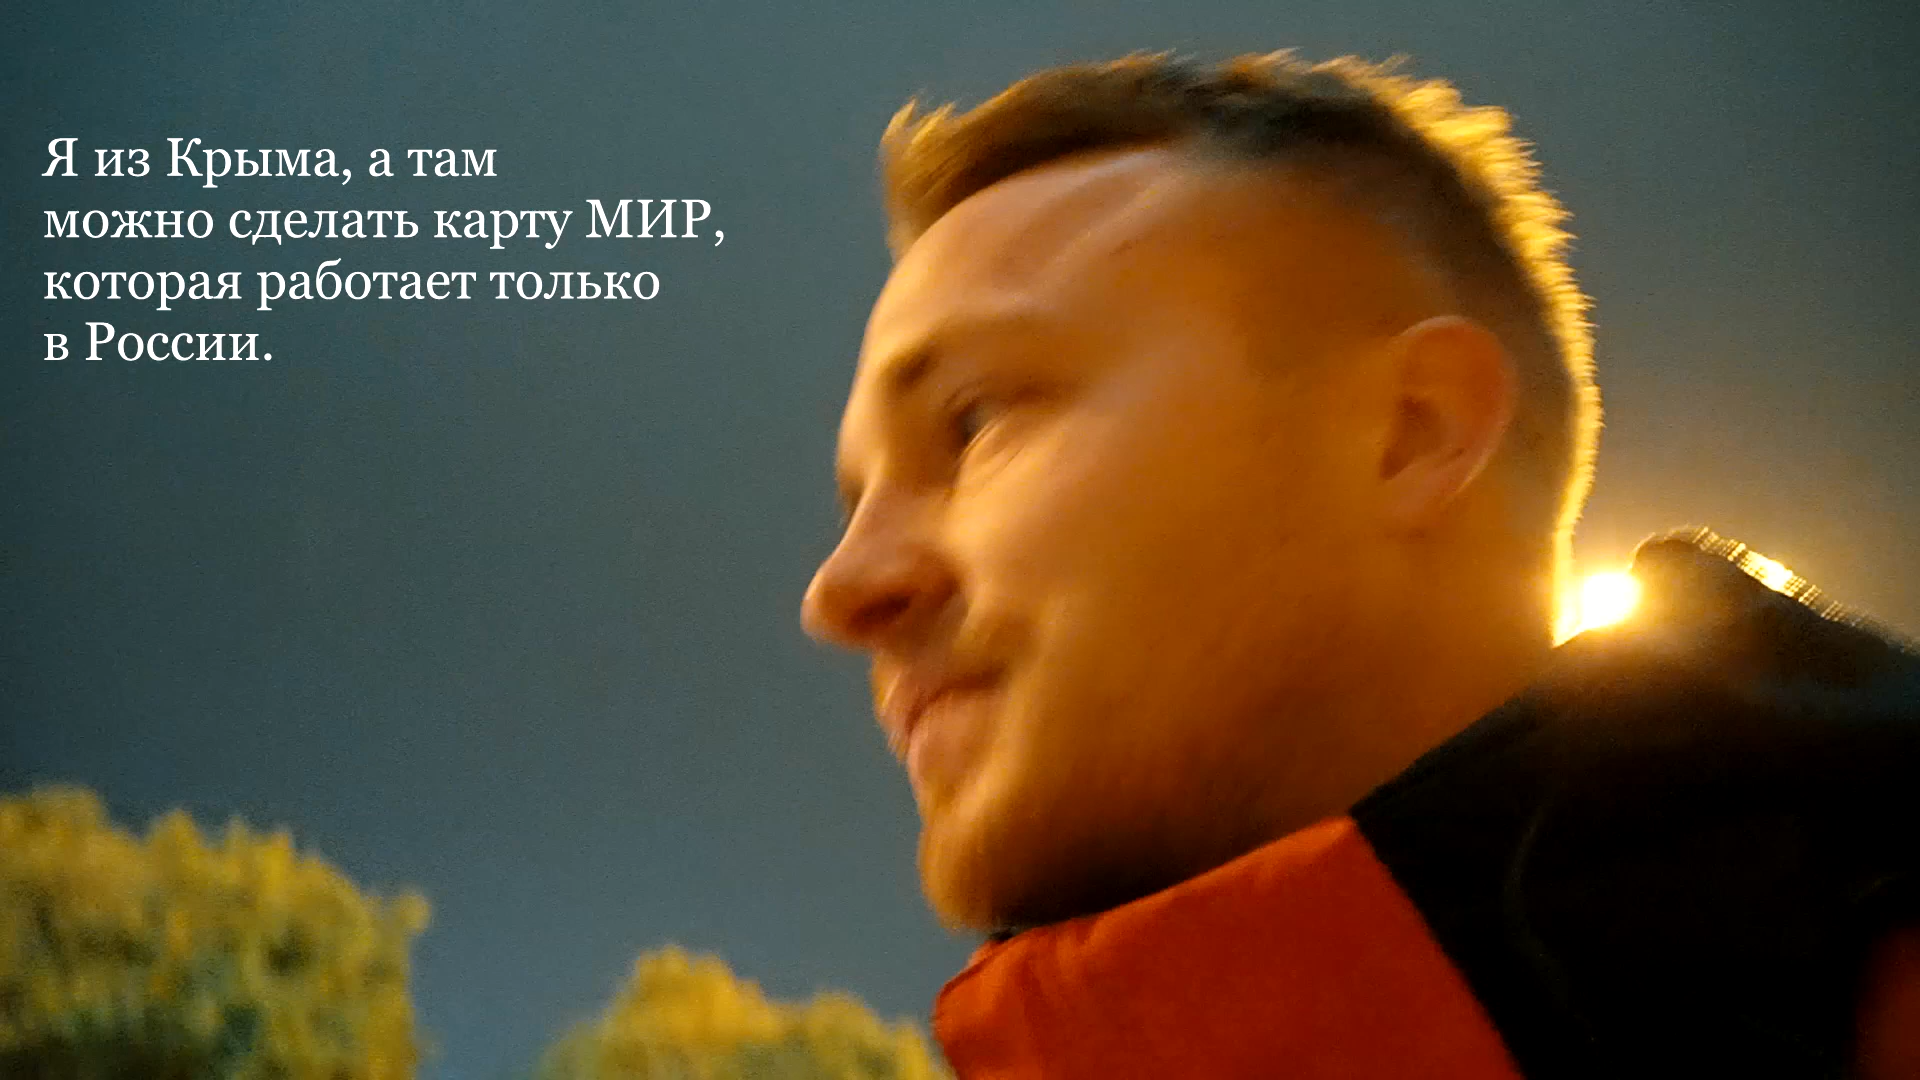 Я из Крыма, а там
можно сделать карту МИР,
которая работает только
в России.